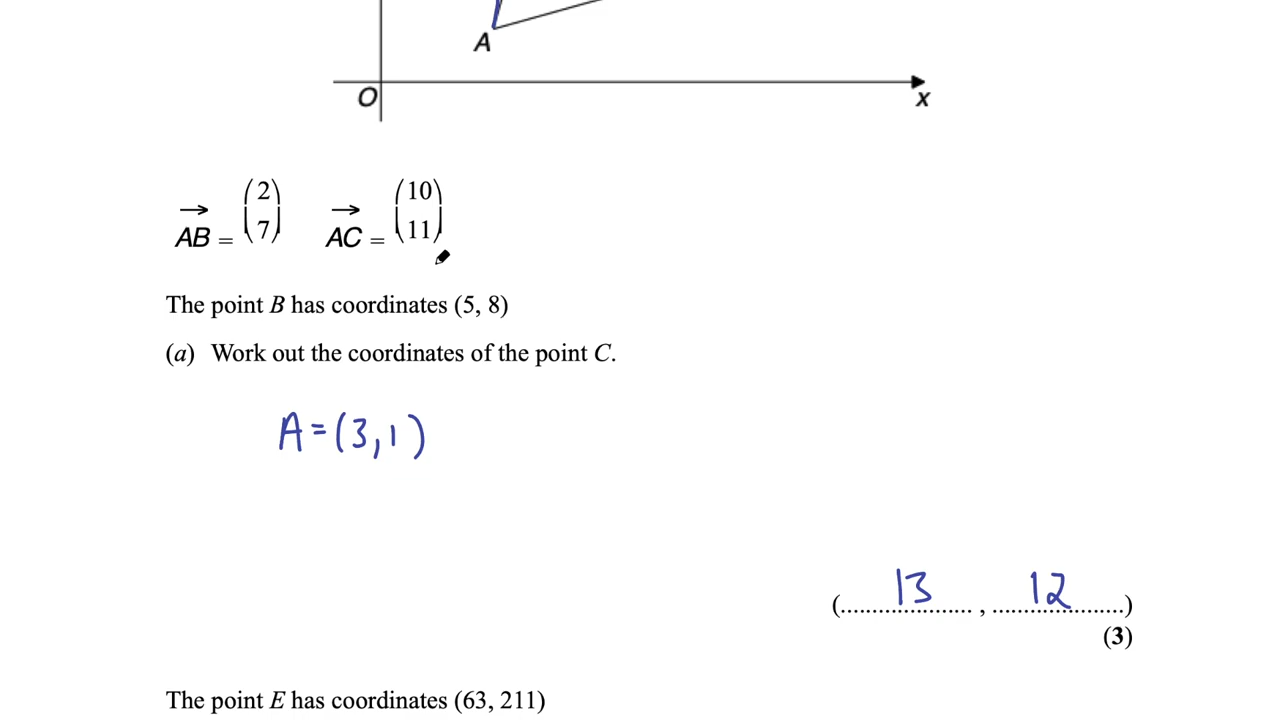 A
O
x
AB = (2 7) AC = (10 11)
The point B has coordinates (5, 8)
(a) Work out the coordinates of the point C.
A = (3, 1)
(...................... 13 , ...................... 12)
(3)
The point E has coordinates (63, 211)